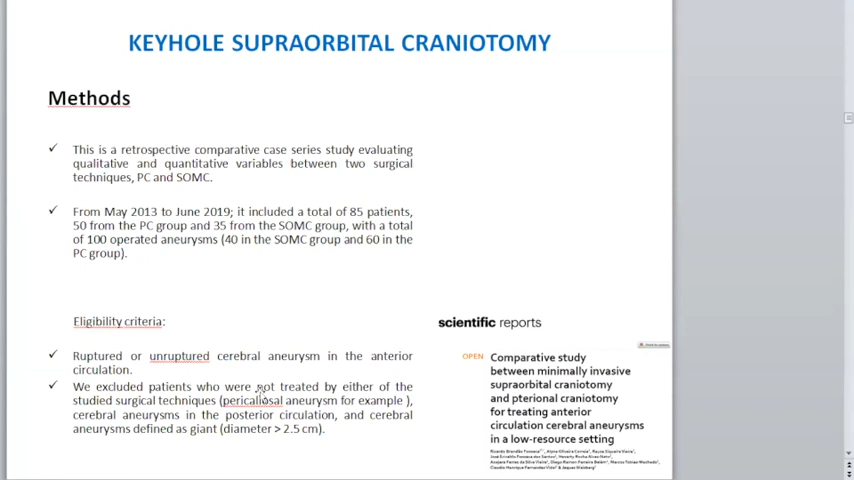 KEYHOLE SUPRAORBITAL CRANIOTOMY
Methods
✓ This is a retrospective comparative case series study evaluating
qualitative and quantitative variables between two surgical
techniques, PC and SOMC.
✓ From May 2013 to June 2019; it included a total of 85 patients,
50 from the PC group and 35 from the SOMC group, with a total
of 100 operated aneurysms (40 in the SOMC group and 60 in the
PC group).
Eligibility criteria:
✓ Ruptured or unruptured cerebral aneurysm in the anterior
circulation.
✓ We excluded patients who were not treated by either of the
studied surgical techniques (pericallosal aneurysm for example ),
cerebral aneurysms in the posterior circulation, and cerebral
aneurysms defined as giant (diameter > 2.5 cm).
scientific reports
OPEN Comparative study
between minimally invasive
supraorbital craniotomy
and pterional craniotomy
for treating anterior
circulation cerebral aneurysms
in a low-resource setting